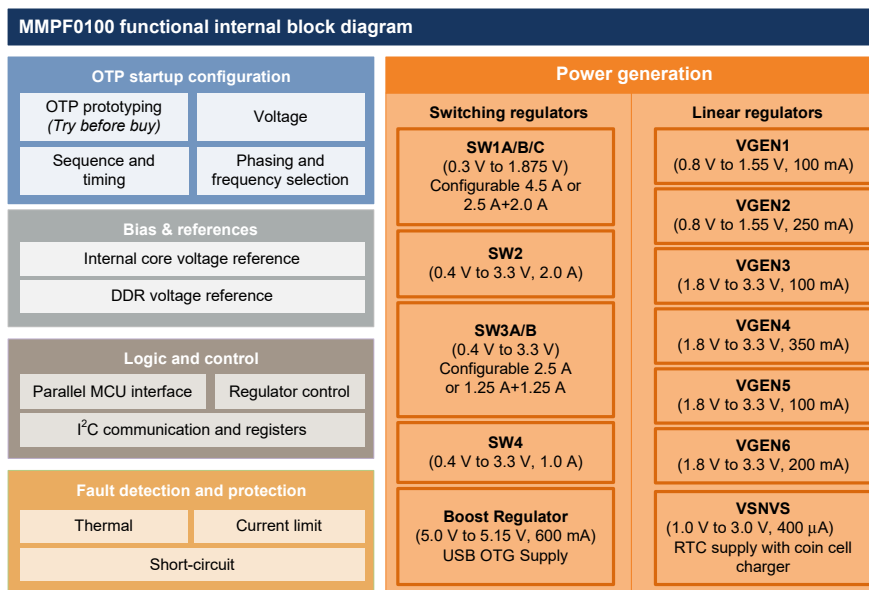 MMPF0100 functional internal block diagram
OTP startup configuration
OTP prototyping
(Try before buy)
Voltage
Sequence and
timing
Phasing and
frequency selection
Bias & references
Internal core voltage reference
DDR voltage reference
Logic and control
Parallel MCU interface
Regulator control
I²C communication and registers
Fault detection and protection
Thermal
Current limit
Short-circuit
Power generation
Switching regulators
SW1A/B/C
(0.3 V to 1.875 V)
Configurable 4.5 A or
2.5 A+2.0 A
SW2
(0.4 V to 3.3 V, 2.0 A)
SW3A/B
(0.4 V to 3.3 V)
Configurable 2.5 A
or 1.25 A+1.25 A
SW4
(0.4 V to 3.3 V, 1.0 A)
Boost Regulator
(5.0 V to 5.15 V, 600 mA)
USB OTG Supply
Linear regulators
VGEN1
(0.8 V to 1.55 V, 100 mA)
VGEN2
(0.8 V to 1.55 V, 250 mA)
VGEN3
(1.8 V to 3.3 V, 100 mA)
VGEN4
(1.8 V to 3.3 V, 350 mA)
VGEN5
(1.8 V to 3.3 V, 100 mA)
VGEN6
(1.8 V to 3.3 V, 200 mA)
VSNVS
(1.0 V to 3.0 V, 400 μA)
RTC supply with coin cell
charger